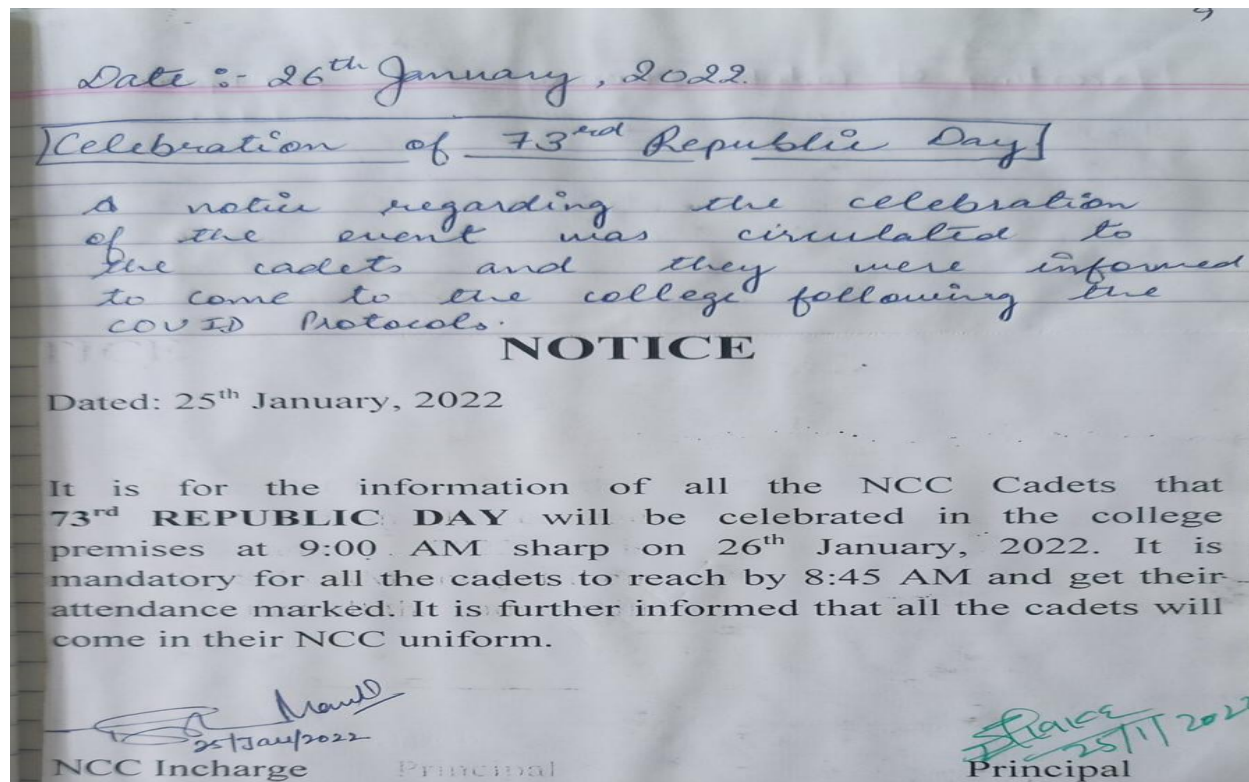 Date :- 26th January, 2022.
Celebration of 73rd Republic Day
A notice regarding the celebration
of the event was circulated to
the cadets and they were informed
to come to the college following the
COVID Protocols.
NOTICE
Dated: 25th January, 2022
It is for the information of all the NCC Cadets that
73rd REPUBLIC DAY will be celebrated in the college
premises at 9:00 AM sharp on 26th January, 2022. It is
mandatory for all the cadets to reach by 8:45 AM and get their
attendance marked. It is further informed that all the cadets will
come in their NCC uniform.
25/Jan/2022
25/1/2022
NCC Incharge Principal Principal